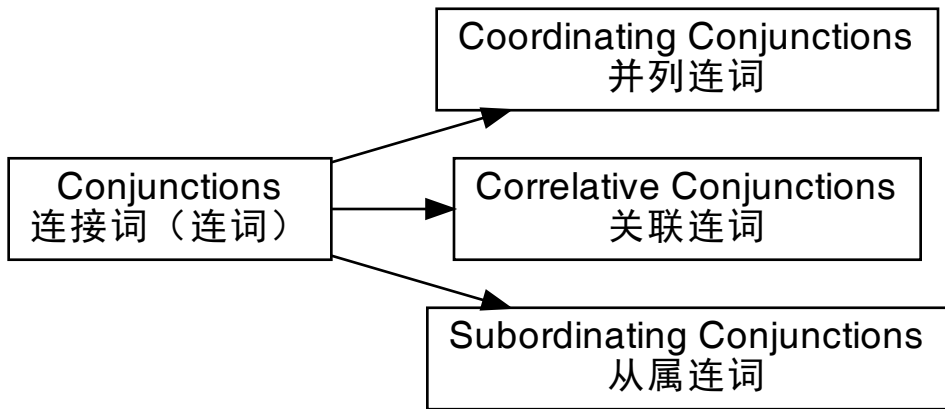 Coordinating Conjunctions
并列连词
Conjunctions
连接词（连词）
Correlative Conjunctions
关联连词
Subordinating Conjunctions
从属连词